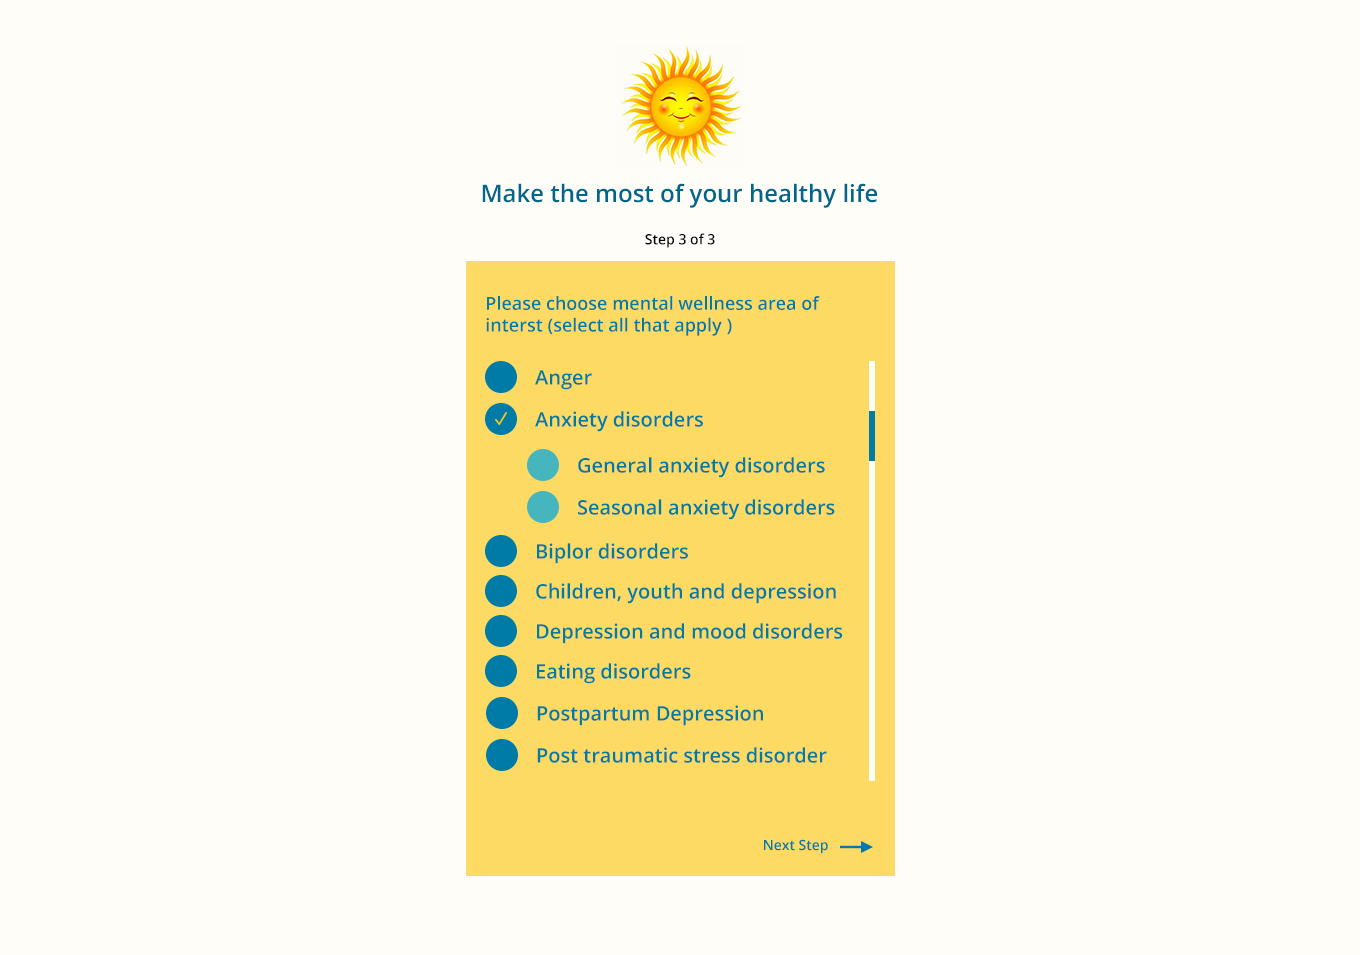 Make the most of your healthy life
Step 3 of 3
Please choose mental wellness area of
interst (select all that apply )
Anger
Anxiety disorders
General anxiety disorders
Seasonal anxiety disorders
Biplor disorders
Children, youth and depression
Depression and mood disorders
Eating disorders
Postpartum Depression
Post traumatic stress disorder
Next Step